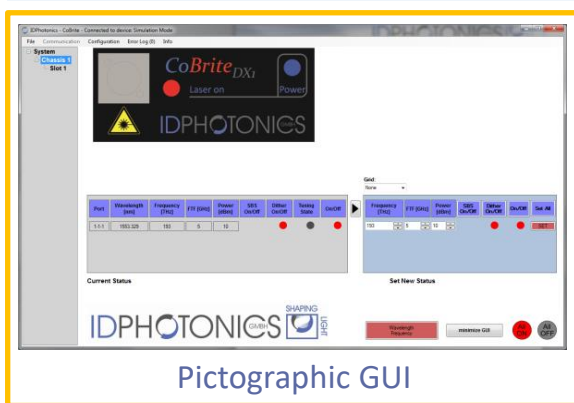 IDPhotonics - CoBrite - Connected to device: Simulation Mode
File Communication Configuration Error Log (0) Info
System
Chassis 1
Slot 1
CoBrite DX1
Laser on
Power
IDPHOTONICS
Grid:
None
Port Wavelength (nm) Frequency (THz) FTF (GHz) Power (dBm) SBS On/Off Dither On/Off Tuning State On/Off
Frequency (THz) FTF (GHz) Power (dBm) SBS On/Off Dither On/Off On/Off Set All
1-1-1 1553.329 193 5 10
193 5 10 SET
Current Status
Set New Status
IDPHOTONICS GMBH SHAPING LIGHT
Wavelength Frequency
minimize GUI
All ON
All OFF
Pictographic GUI